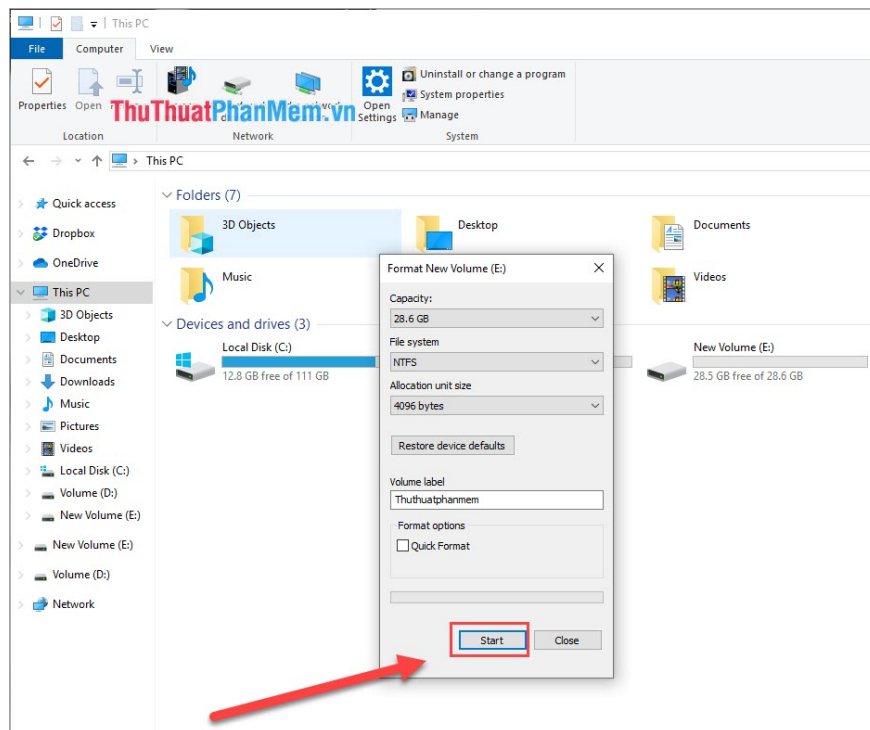 This PC
File Computer View
Properties Open
Open Settings
Uninstall or change a program
System properties
Manage
ThuThuatPhanMem.vn
Location Network System
This PC
Quick access
Dropbox
OneDrive
This PC
3D Objects
Desktop
Documents
Downloads
Music
Pictures
Videos
Local Disk (C:)
Volume (D:)
New Volume (E:)
New Volume (E:)
Volume (D:)
Network
Folders (7)
3D Objects
Desktop
Documents
Music
Videos
Devices and drives (3)
Local Disk (C:)
12.8 GB free of 111 GB
New Volume (E:)
28.5 GB free of 28.6 GB
Format New Volume (E:)
Capacity:
28.6 GB
File system
NTFS
Allocation unit size
4096 bytes
Restore device defaults
Volume label
Thuthuatphanmem
Format options
Quick Format
Start Close